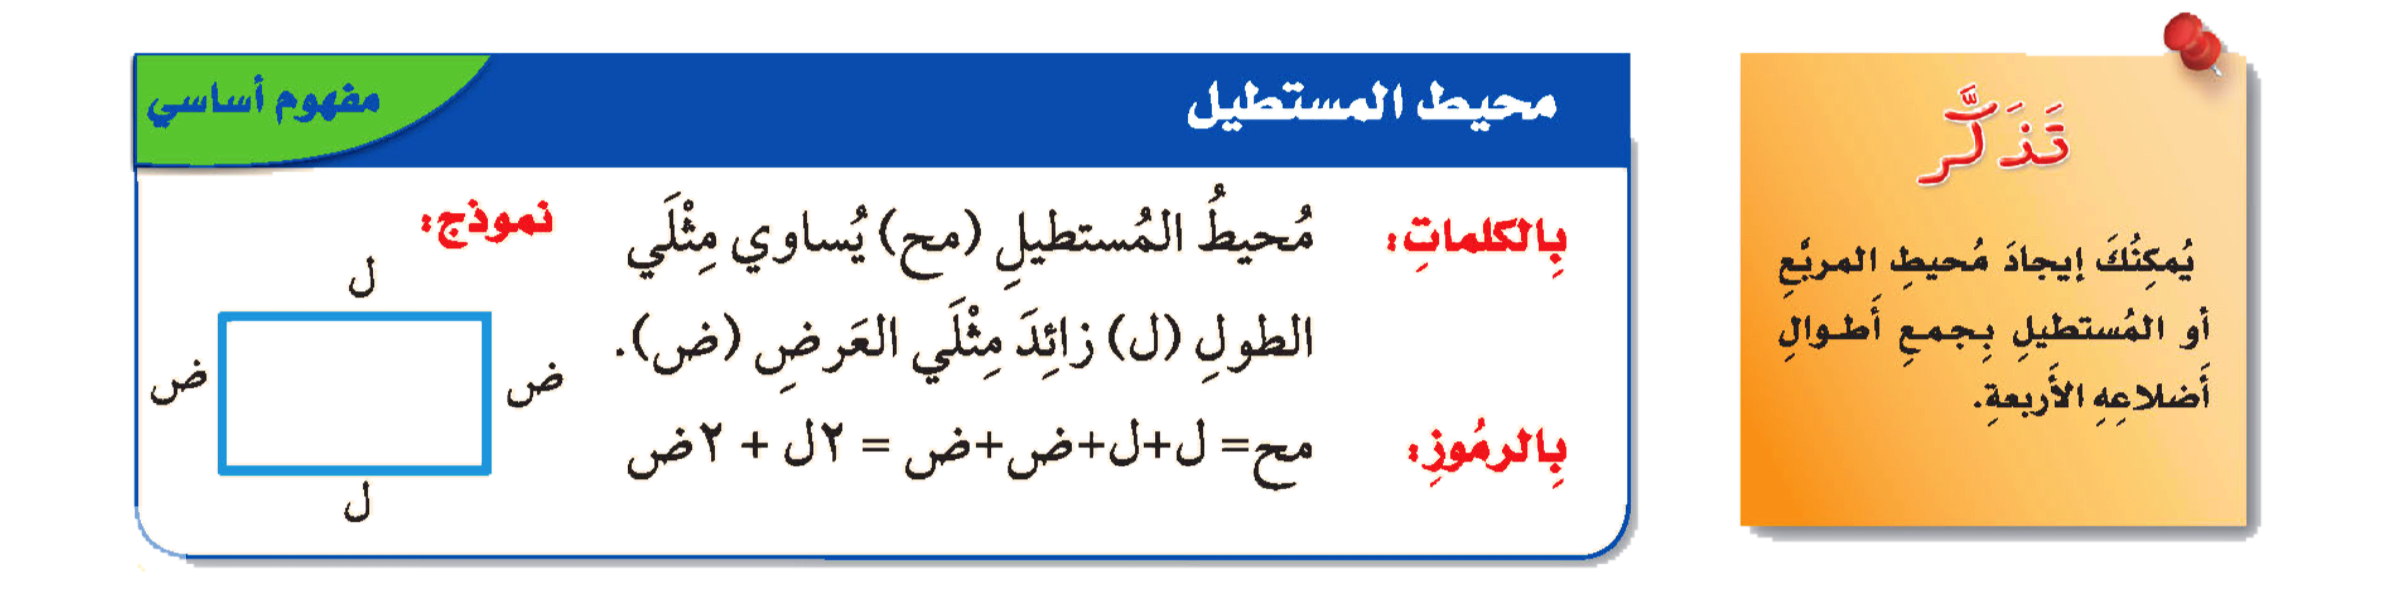 تَذَكَّر
يُمكِنُكَ إيجادَ مُحيطِ المربَّعِ
أو المُستطيلِ بِجمعِ أَطوالِ
أَضلاعِهِ الأَربعةِ.
محيط المستطيل
مفهوم أساسي
بِالكلماتِ: مُحيطُ المُستطيلِ (مح) يُساوي مِثْلَي
الطولِ (ل) زائِدَ مِثْلَي العَرضِ (ض).
بِالرمُوزِ: مح= ل+ل+ض+ض = ٢ل + ٢ض
نموذج:
ل
ض
ض
ل